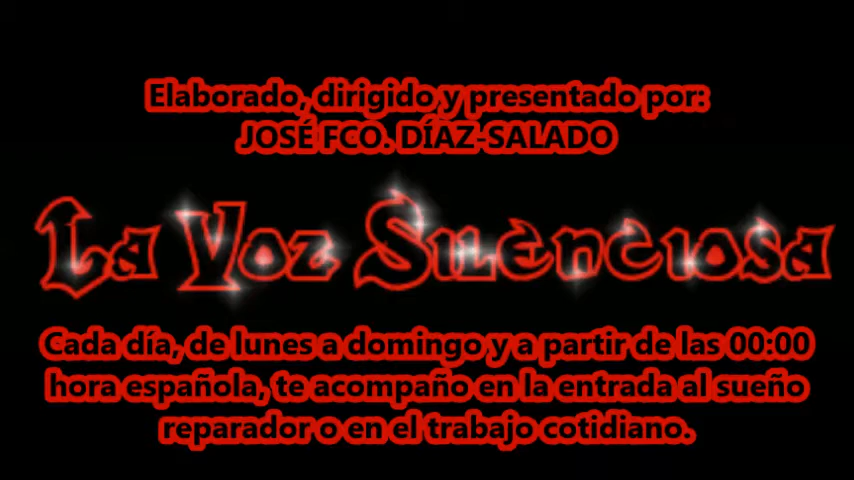 Elaborado, dirigido y presentado por:
JOSÉ FCO. DÍAZ-SALADO
La Voz Silenciosa
Cada día, de lunes a domingo y a partir de las 00:00
hora española, te acompaño en la entrada al sueño
reparador o en el trabajo cotidiano.